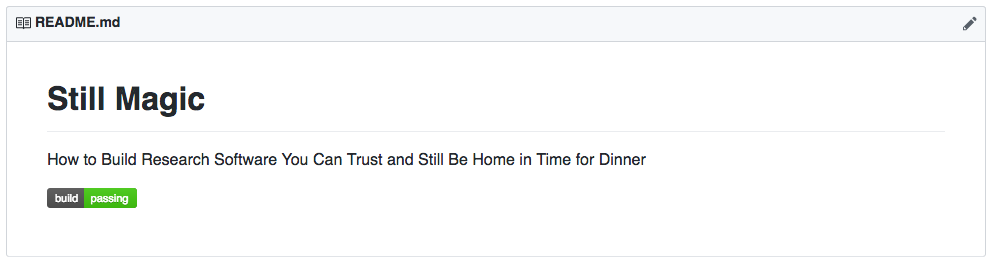 README.md
Still Magic
How to Build Research Software You Can Trust and Still Be Home in Time for Dinner
build passing